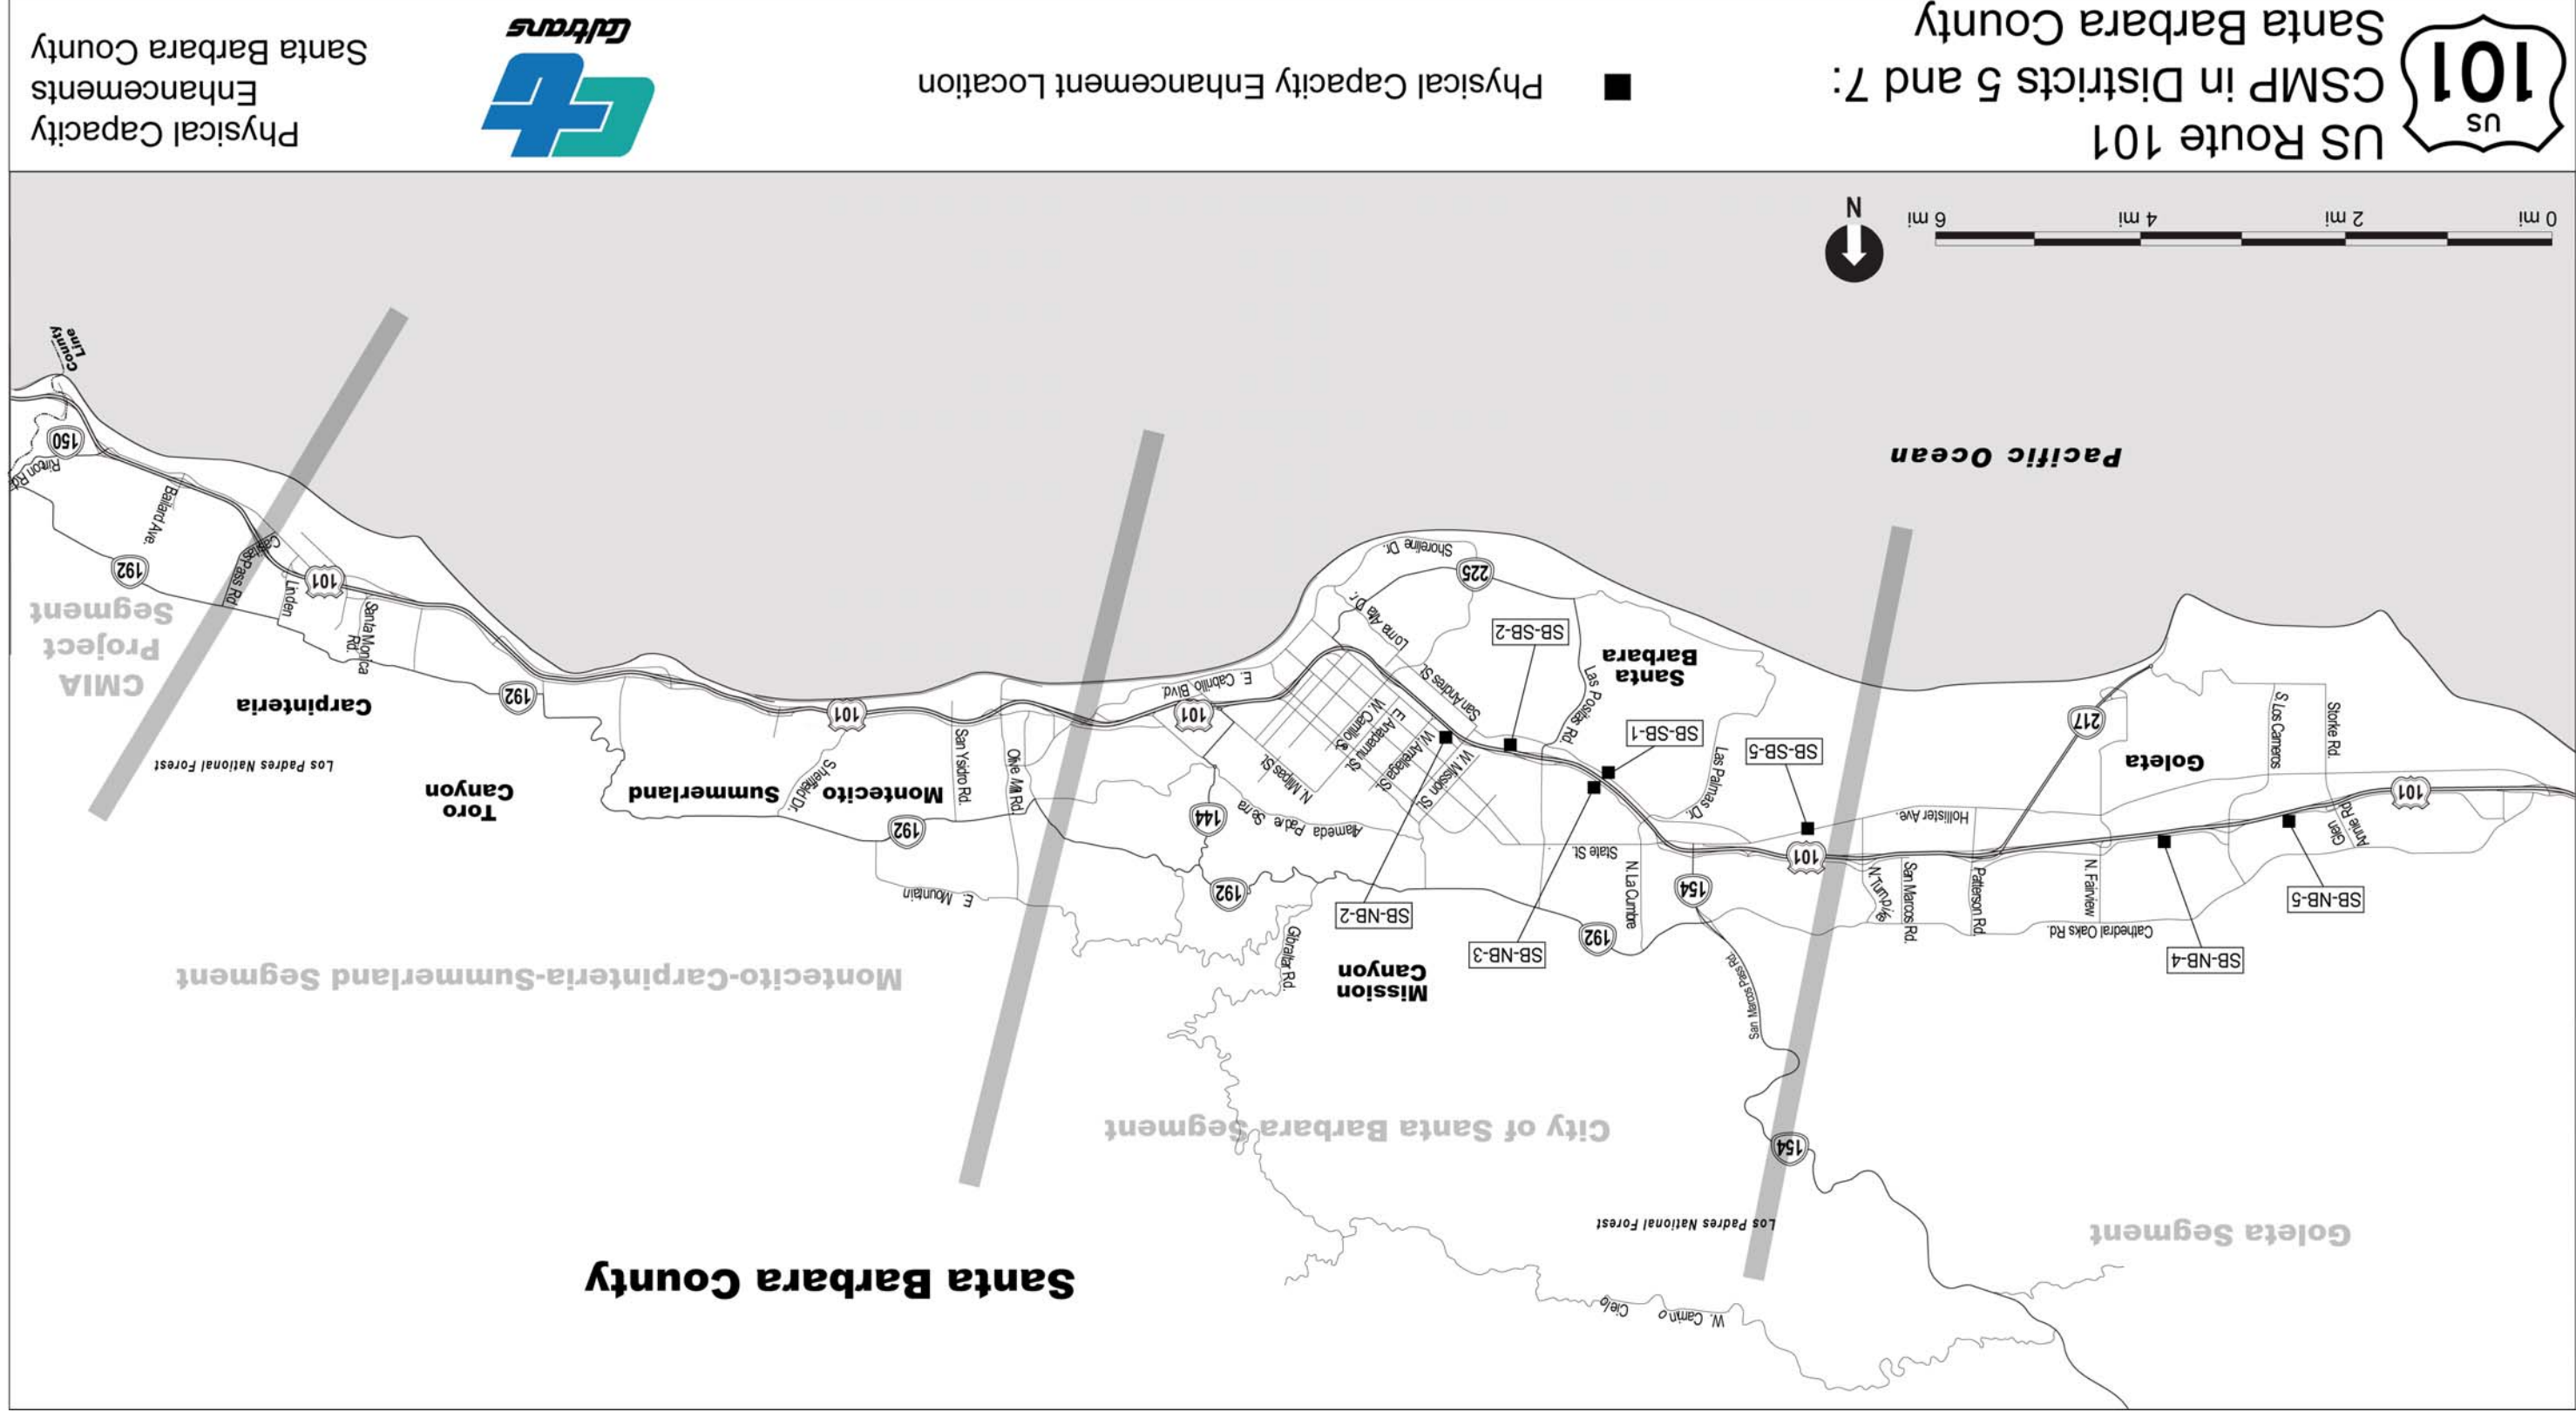 W. Camino Cielo
Santa Barbara County
Goleta Segment
Los Padres National Forest
154
City of Santa Barbara Segment
Montecito-Carpinteria-Summerland Segment
San Marcos Pass Rd.
Mission
Canyon
Gibraltar Rd.
SB-NB-4
SB-NB-3
SB-NB-2
SB-NB-5
Cathedral Oaks Rd.
N. Fairview
Patterson Rd.
San Marcos Rd.
N. Turnpike
192
154
N. La Cumbre
192
E. Mountain
101
State St.
Glen
Annie Rd
Hollister Ave.
Alameda Padre Serra
144
192
101
Goleta
Storke Rd.
S Los Carneros
217
SB-SB-5
Las Palmas Dr.
SB-SB-1
W. Mission St.
W. Arrellaga St.
E. Anapamu St.
W. Carrillo St.
N. Milpas St.
Olive Mill Rd.
San Ysidro Rd.
Montecito
Sheffield Dr.
Summerland
Toro
Canyon
Los Padres National Forest
Carpinteria
CMIA
Project
Segment
Santa
Barbara
Las Positas Rd.
SB-SB-2
San Andres St
Loma Alta Dr.
E. Cabrillo Blvd.
101
101
192
225
Shoreline Dr.
Santa Monica
Rd.
101
Linden
Casitas Pass Rd
192
Bailard Ave.
Rincon Rd.
150
County
Line
Pacific Ocean
0 mi
2 mi
4 mi
6 mi
N
US
101
US Route 101
CSMP in Districts 5 and 7:
Santa Barbara County
Physical Capacity Enhancement Location
Caltrans
Physical Capacity
Enhancements
Santa Barbara County